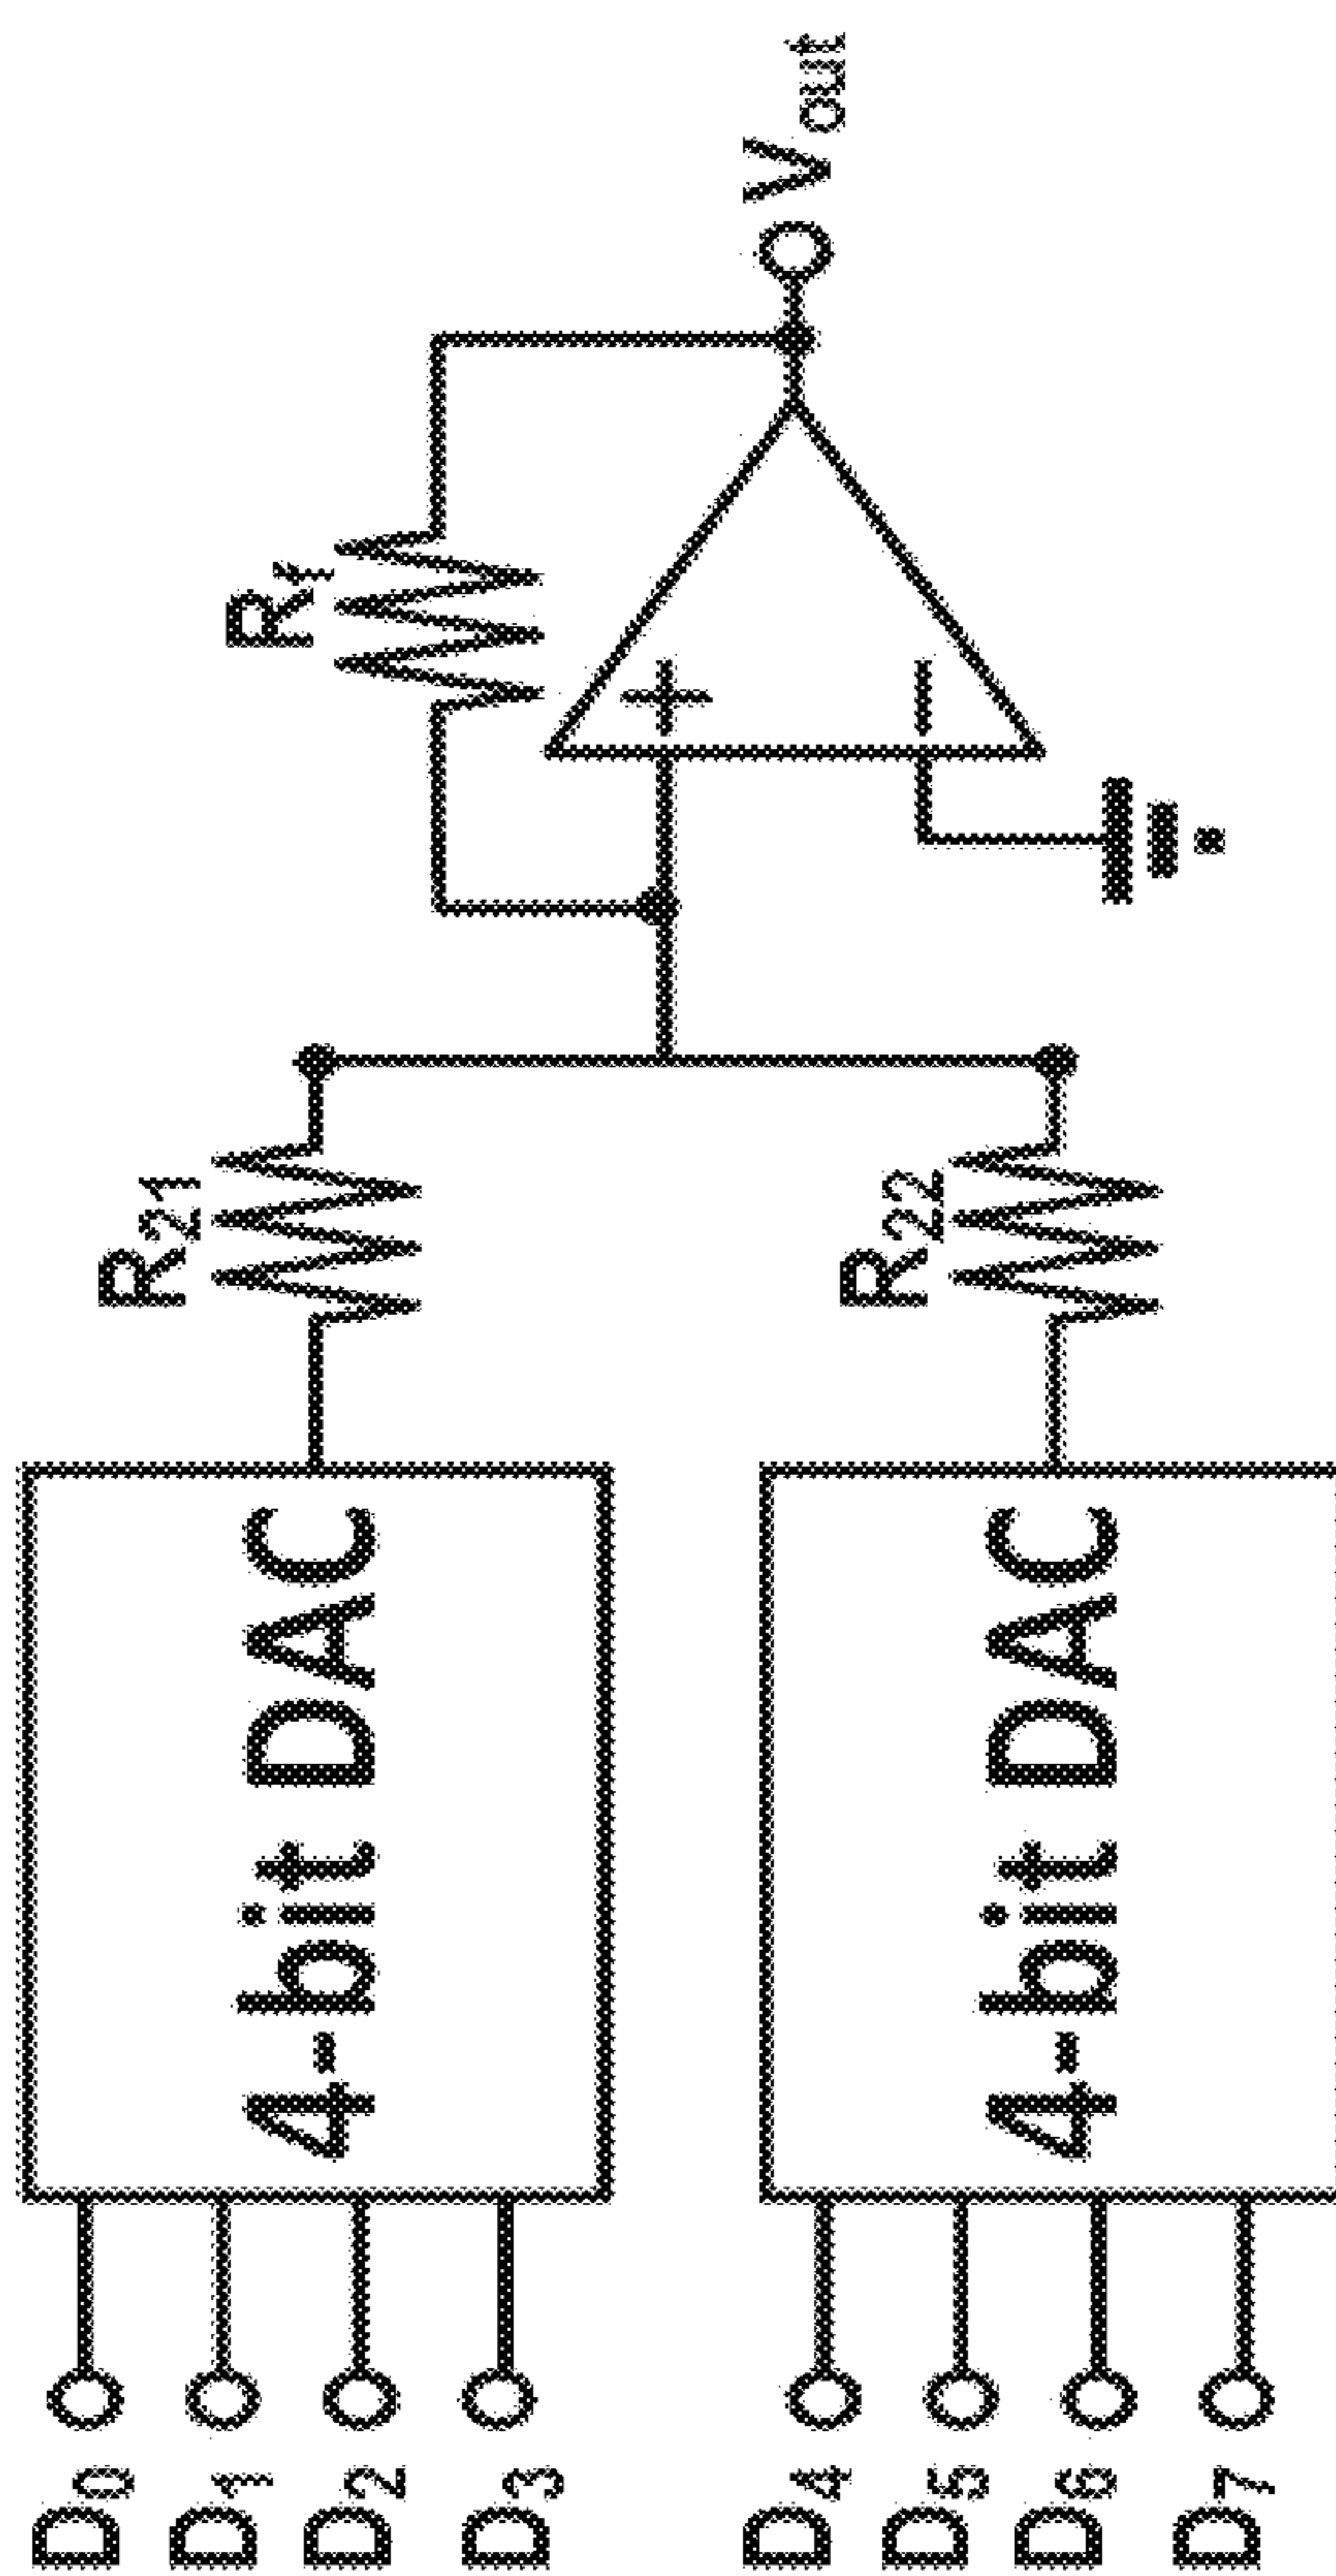 D0
D1
D2
D3
4-bit DAC
R21
D4
D5
D6
D7
4-bit DAC
R22
Rf
+
−
Vout